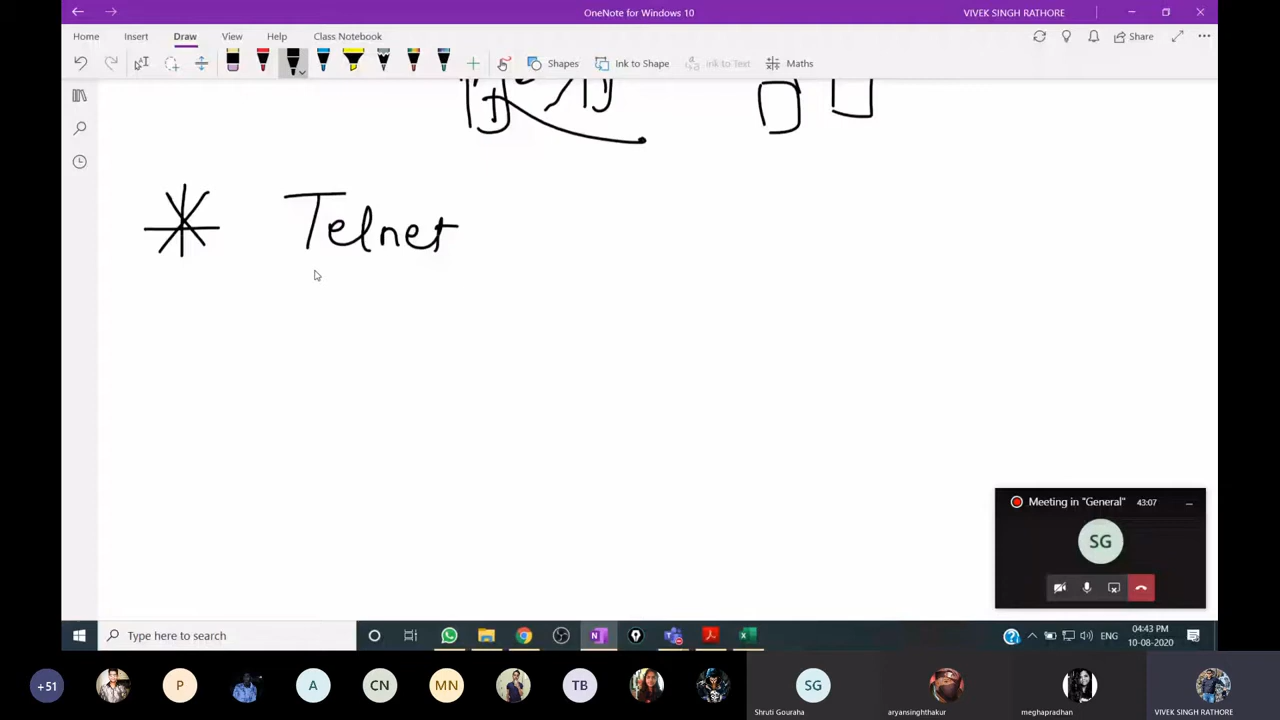 OneNote for Windows 10
VIVEK SINGH RATHORE
Home Insert Draw View Help Class Notebook
Share
Shapes Ink to Shape Ink to Text Maths
Telnet
Meeting in "General" 43:07
SG
Type here to search
ENG
04:43 PM
10-08-2020
+51 P A CN MN TB SG
Shruti Gouraha aryansinghthakur meghapradhan VIVEK SINGH RATHORE